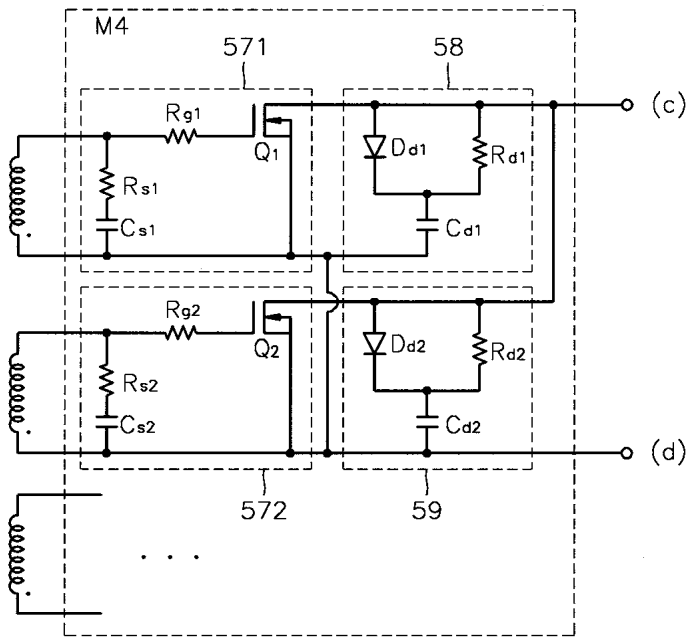 M4
571
58
Rg1
Q1
Dd1
Rd1
(c)
Rs1
Cs1
Cd1
Rg2
Q2
Dd2
Rd2
Rs2
Cs2
Cd2
(d)
572
59
. . .